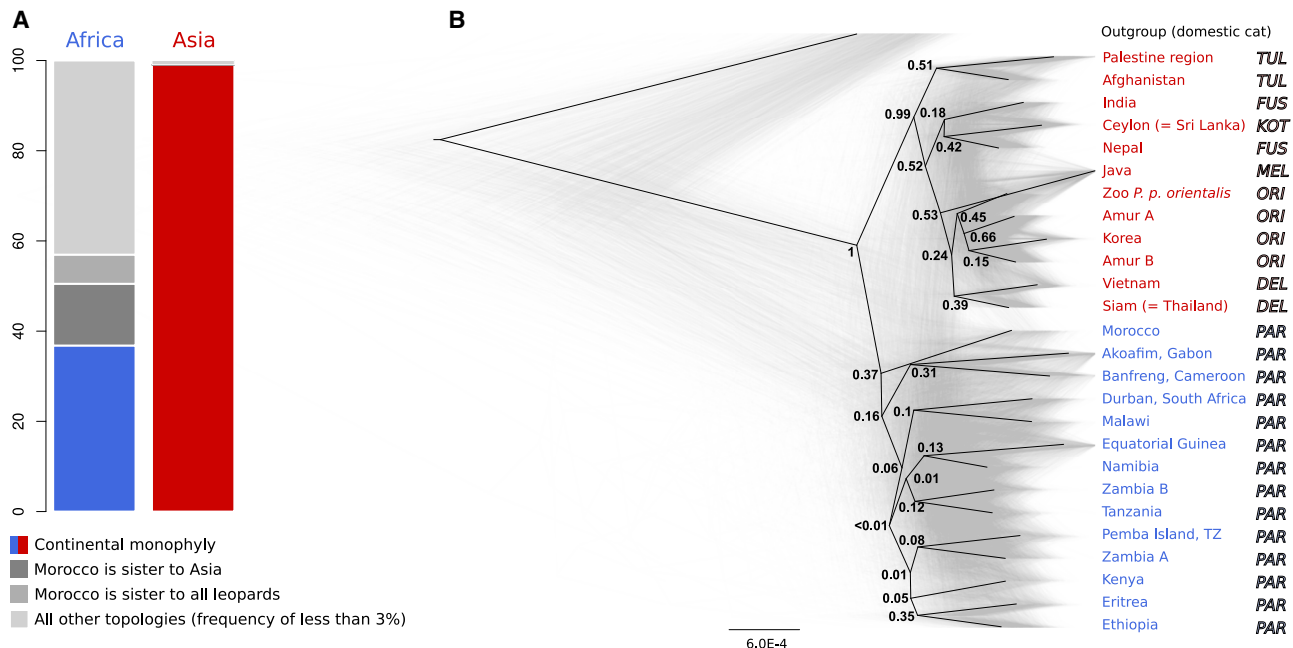 A
Africa
Asia
100
80
60
40
20
0
Continental monophyly
Morocco is sister to Asia
Morocco is sister to all leopards
All other topologies (frequency of less than 3%)
B
Outgroup (domestic cat)
Palestine region TUL
Afghanistan TUL
India FUS
Ceylon (= Sri Lanka) KOT
Nepal FUS
Java MEL
Zoo P. p. orientalis ORI
Amur A ORI
Korea ORI
Amur B ORI
Vietnam DEL
Siam (= Thailand) DEL
Morocco PAR
Akoafim, Gabon PAR
Banfreng, Cameroon PAR
Durban, South Africa PAR
Malawi PAR
Equatorial Guinea PAR
Namibia PAR
Zambia B PAR
Tanzania PAR
Pemba Island, TZ PAR
Zambia A PAR
Kenya PAR
Eritrea PAR
Ethiopia PAR
0.51
0.99
0.18
0.42
0.52
0.53
0.45
0.66
0.24
0.15
1
0.39
0.37
0.31
0.16
0.1
0.13
0.06
0.01
0.12
<0.01
0.08
0.01
0.05
0.35
6.0E-4